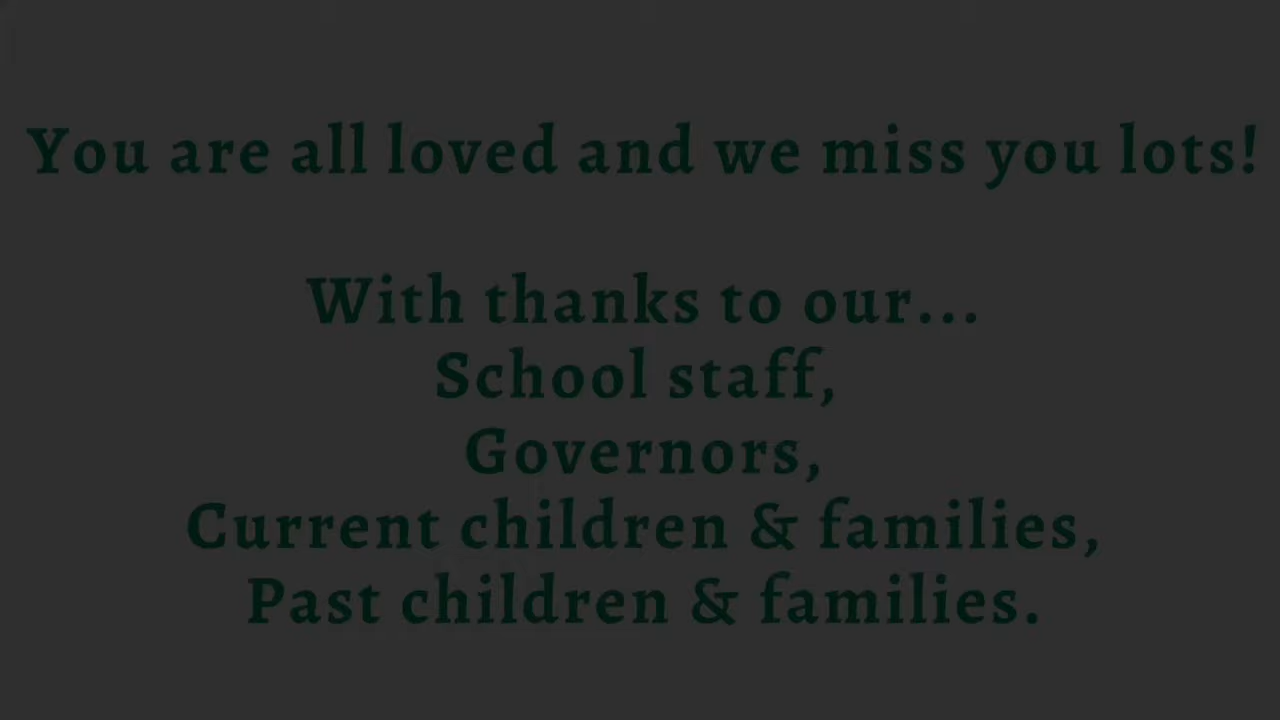 You are all loved and we miss you lots!
With thanks to our...
School staff,
Governors,
Current children & families,
Past children & families.